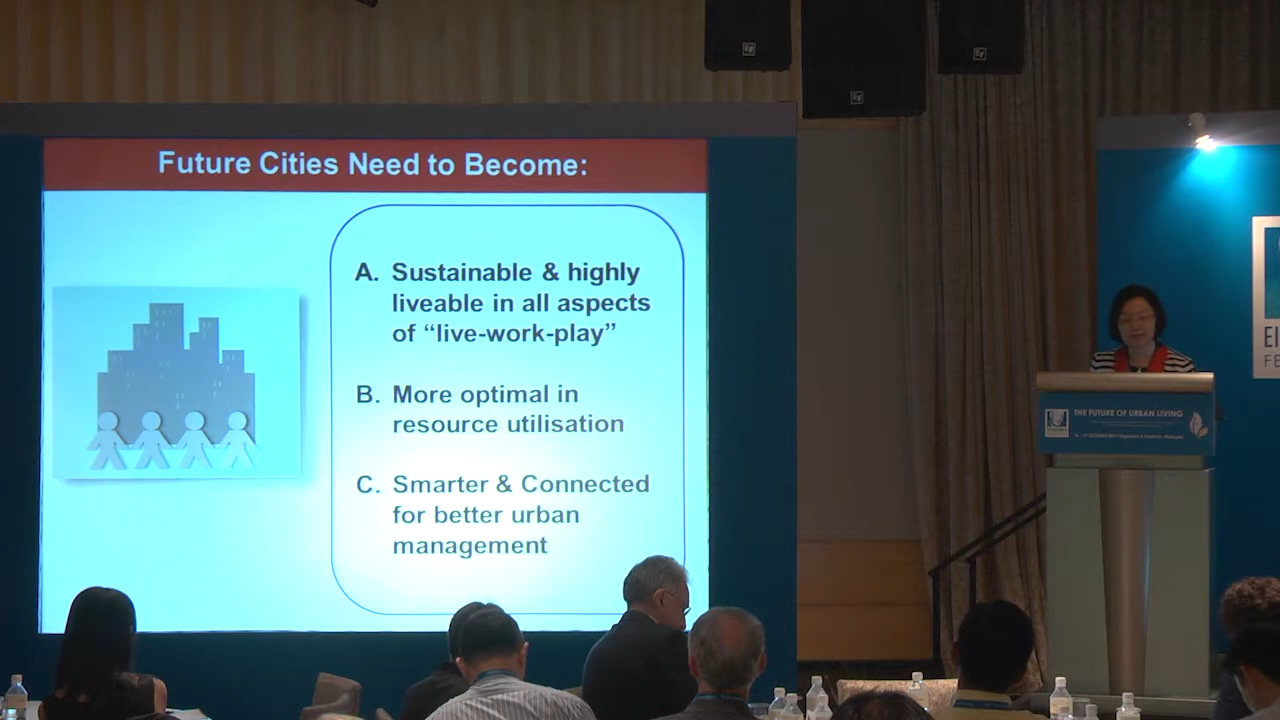 Future Cities Need to Become:
A. Sustainable & highly
liveable in all aspects
of “live-work-play”
B. More optimal in
resource utilisation
C. Smarter & Connected
for better urban
management
THE FUTURE OF URBAN LIVING